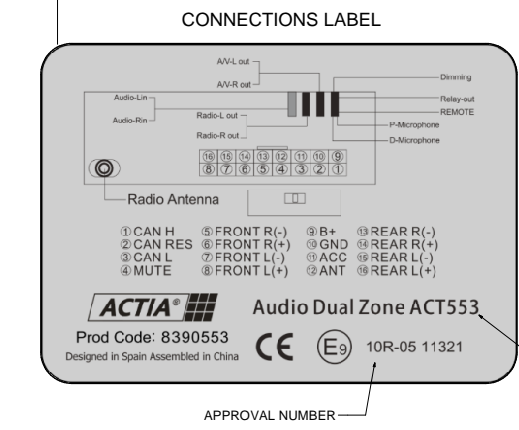 CONNECTIONS LABEL
A/V-L out
A/V-R out
Dimming
Audio-Lin
Relay-out
Radio-L out
REMOTE
Audio-Rin
P-Microphone
Radio-R out
D-Microphone
⑯ ⑮ ⑭ ⑬ ⑫ ⑪ ⑩ ⑨
⑧ ⑦ ⑥ ⑤ ④ ③ ② ①
Radio Antenna
① CAN H ⑤ FRONT R(-) ⑨ B+ ⑬ REAR R(-)
② CAN RES ⑥ FRONT R(+) ⑩ GND ⑭ REAR R(+)
③ CAN L ⑦ FRONT L(-) ⑪ ACC ⑮ REAR L(-)
④ MUTE ⑧ FRONT L(+) ⑫ ANT ⑯ REAR L(+)
ACTIA®
Audio Dual Zone ACT553
Prod Code: 8390553
Designed in Spain Assembled in China
CE E9 10R-05 11321
APPROVAL NUMBER